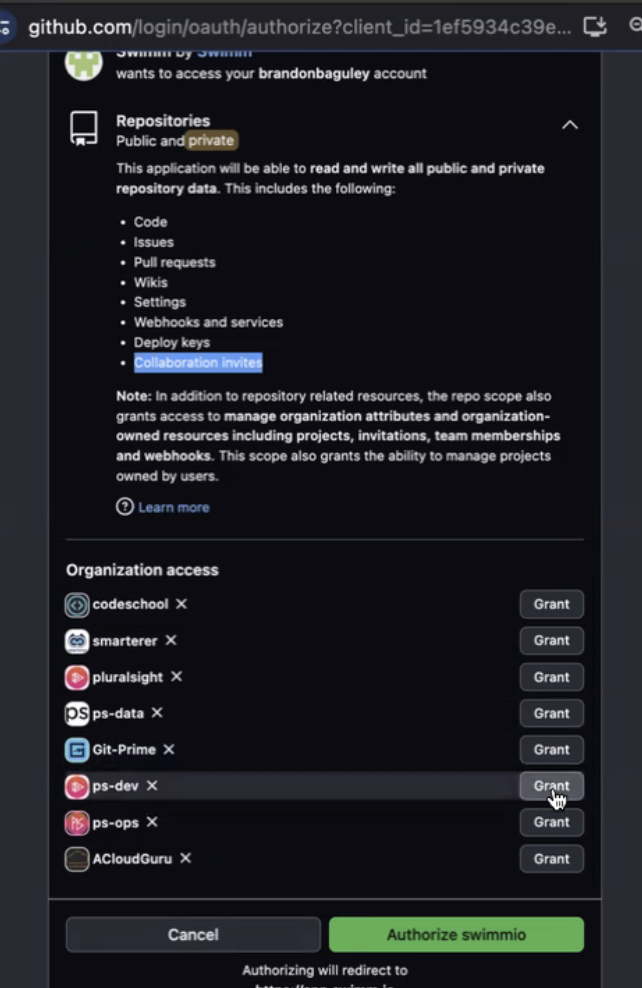 github.com/login/oauth/authorize?client_id=1ef5934c39e...
Swimm by Swimm
wants to access your brandonbaguley account
Repositories
Public and private
This application will be able to read and write all public and private
repository data. This includes the following:
• Code
• Issues
• Pull requests
• Wikis
• Settings
• Webhooks and services
• Deploy keys
• Collaboration invites
Note: In addition to repository related resources, the repo scope also
grants access to manage organization attributes and organization-
owned resources including projects, invitations, team memberships
and webhooks. This scope also grants the ability to manage projects
owned by users.
? Learn more
Organization access
codeschool ✕ Grant
smarterer ✕ Grant
pluralsight ✕ Grant
ps ps-data ✕ Grant
Git-Prime ✕ Grant
ps-dev ✕ Grant
ps-ops ✕ Grant
ACloudGuru ✕ Grant
Cancel Authorize swimmio
Authorizing will redirect to